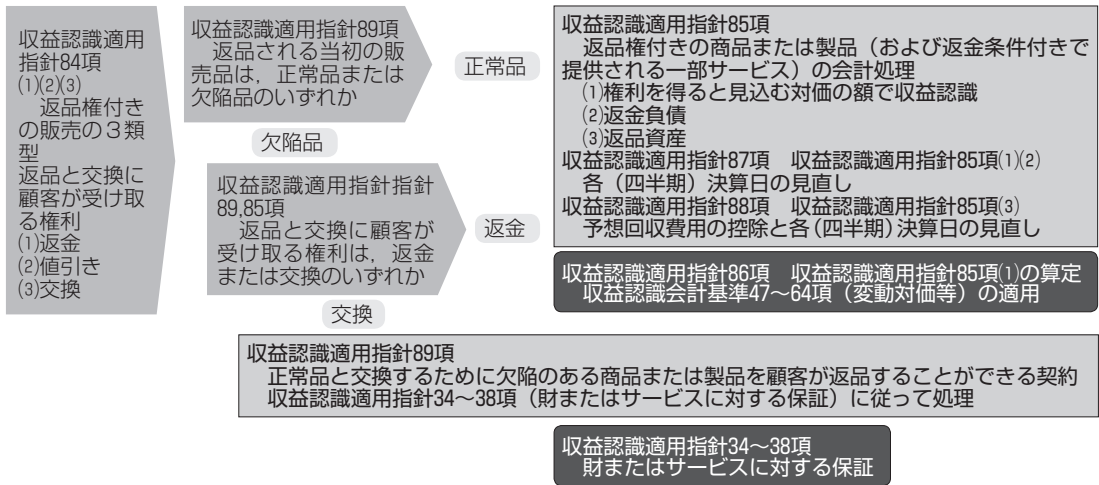 収益認識適用
指針84項
⑴⑵⑶
返品権付き
の販売の３類
型
返品と交換に
顧客が受け取
る権利
⑴返金
⑵値引き
⑶交換
収益認識適用指針89項
返品される当初の販
売品は，正常品または
欠陥品のいずれか
正常品
欠陥品
収益認識適用指針指針
89,85項
返品と交換に顧客が
受け取る権利は，返金
または交換のいずれか
返金
交換
収益認識適用指針85項
返品権付きの商品または製品（および返金条件付きで
提供される一部サービス）の会計処理
⑴権利を得ると見込む対価の額で収益認識
⑵返金負債
⑶返品資産
収益認識適用指針87項　収益認識適用指針85項⑴⑵
各（四半期）決算日の見直し
収益認識適用指針88項　収益認識適用指針85項⑶
予想回収費用の控除と各（四半期）決算日の見直し
収益認識適用指針86項　収益認識適用指針85項⑴の算定
収益認識会計基準47～64項（変動対価等）の適用
収益認識適用指針89項
正常品と交換するために欠陥のある商品または製品を顧客が返品することができる契約
収益認識適用指針34～38項（財またはサービスに対する保証）に従って処理
収益認識適用指針34～38項
財またはサービスに対する保証